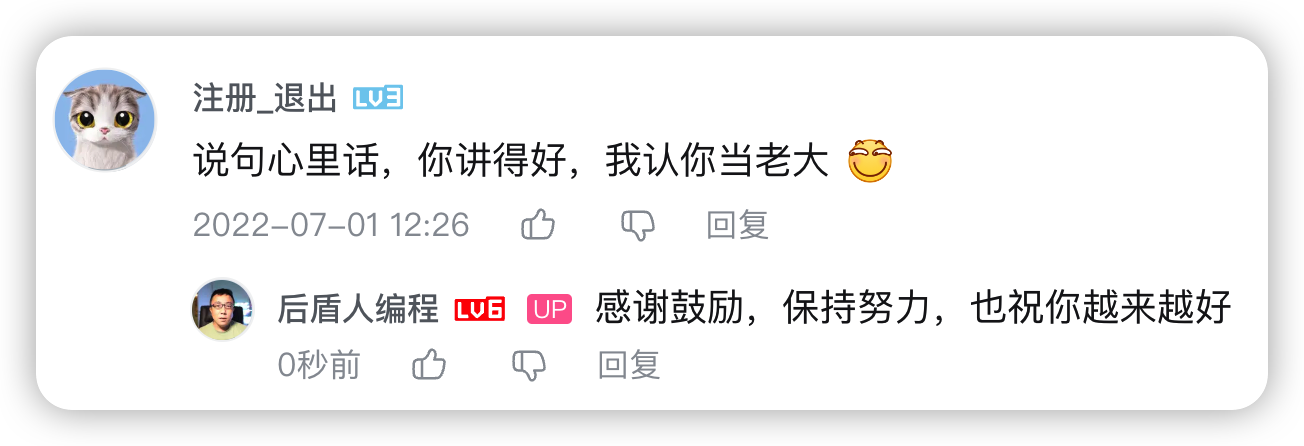 注册_退出 LV3
说句心里话，你讲得好，我认你当老大
2022-07-01 12:26 回复
后盾人编程 LV6 UP 感谢鼓励，保持努力，也祝你越来越好
0秒前 回复